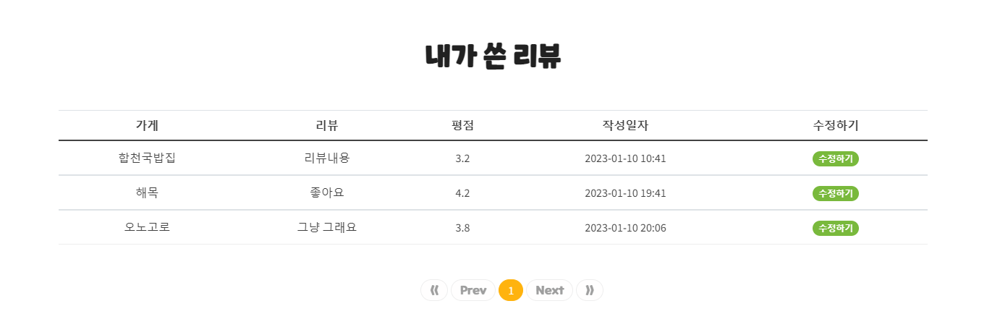 내가 쓴 리뷰
가게 리뷰 평점 작성일자 수정하기
합천국밥집 리뷰내용 3.2 2023-01-10 10:41 수정하기
해목 좋아요 4.2 2023-01-10 19:41 수정하기
오노고로 그냥 그래요 3.8 2023-01-10 20:06 수정하기
⟪ Prev 1 Next ⟫